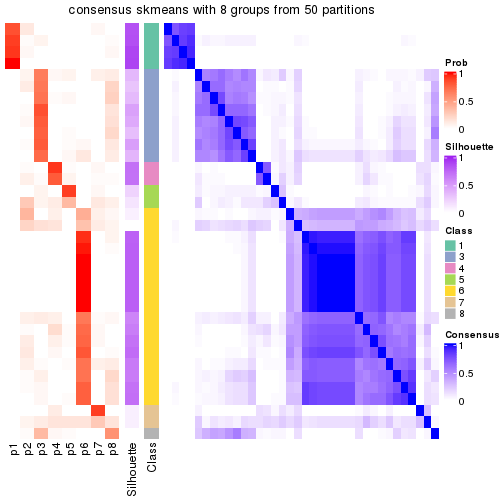 consensus skmeans with 8 groups from 50 partitions
Prob
1
0.5
0
Silhouette
1
0.5
0
Class
1
3
4
5
6
7
8
Consensus
1
0.5
0
p1
p2
p3
p4
p5
p6
p7
p8
Silhouette
Class